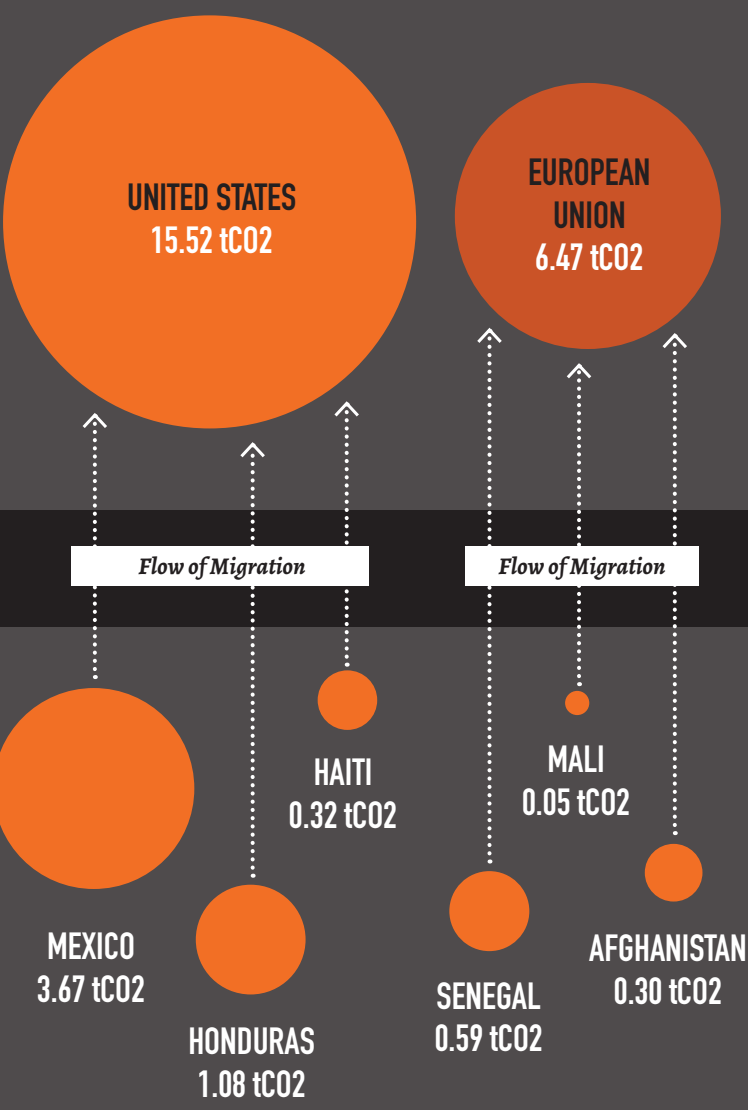 UNITED STATES
15.52 tCO2
EUROPEAN
UNION
6.47 tCO2
Flow of Migration
Flow of Migration
HAITI
0.32 tCO2
MALI
0.05 tCO2
MEXICO
3.67 tCO2
HONDURAS
1.08 tCO2
SENEGAL
0.59 tCO2
AFGHANISTAN
0.30 tCO2